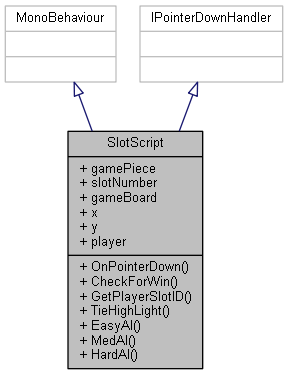 MonoBehaviour
IPointerDownHandler
SlotScript
+ gamePiece
+ slotNumber
+ gameBoard
+ x
+ y
+ player
+ OnPointerDown()
+ CheckForWin()
+ GetPlayerSlotID()
+ TieHighLight()
+ EasyAI()
+ MedAI()
+ HardAI()